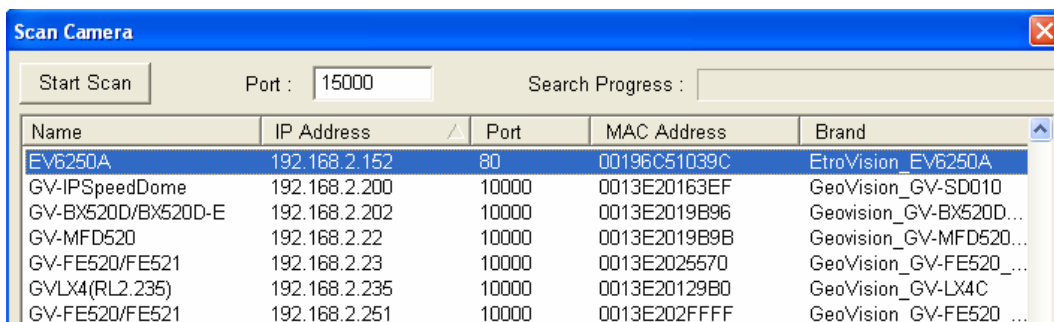 Scan Camera
Start Scan Port : 15000 Search Progress :
Name IP Address Port MAC Address Brand
EV6250A 192.168.2.152 80 00196C51039C EtroVision_EV6250A
GV-IPSpeedDome 192.168.2.200 10000 0013E20163EF GeoVision_GV-SD010
GV-BX520D/BX520D-E 192.168.2.202 10000 0013E2019B96 Geovision_GV-BX520D...
GV-MFD520 192.168.2.22 10000 0013E2019B9B Geovision_GV-MFD520...
GV-FE520/FE521 192.168.2.23 10000 0013E2025570 GeoVision_GV-FE520_...
GVLX4(RL2.235) 192.168.2.235 10000 0013E20129B0 GeoVision_GV-LX4C
GV-FE520/FE521 192.168.2.251 10000 0013E202FFFF GeoVision_GV-FE520_...